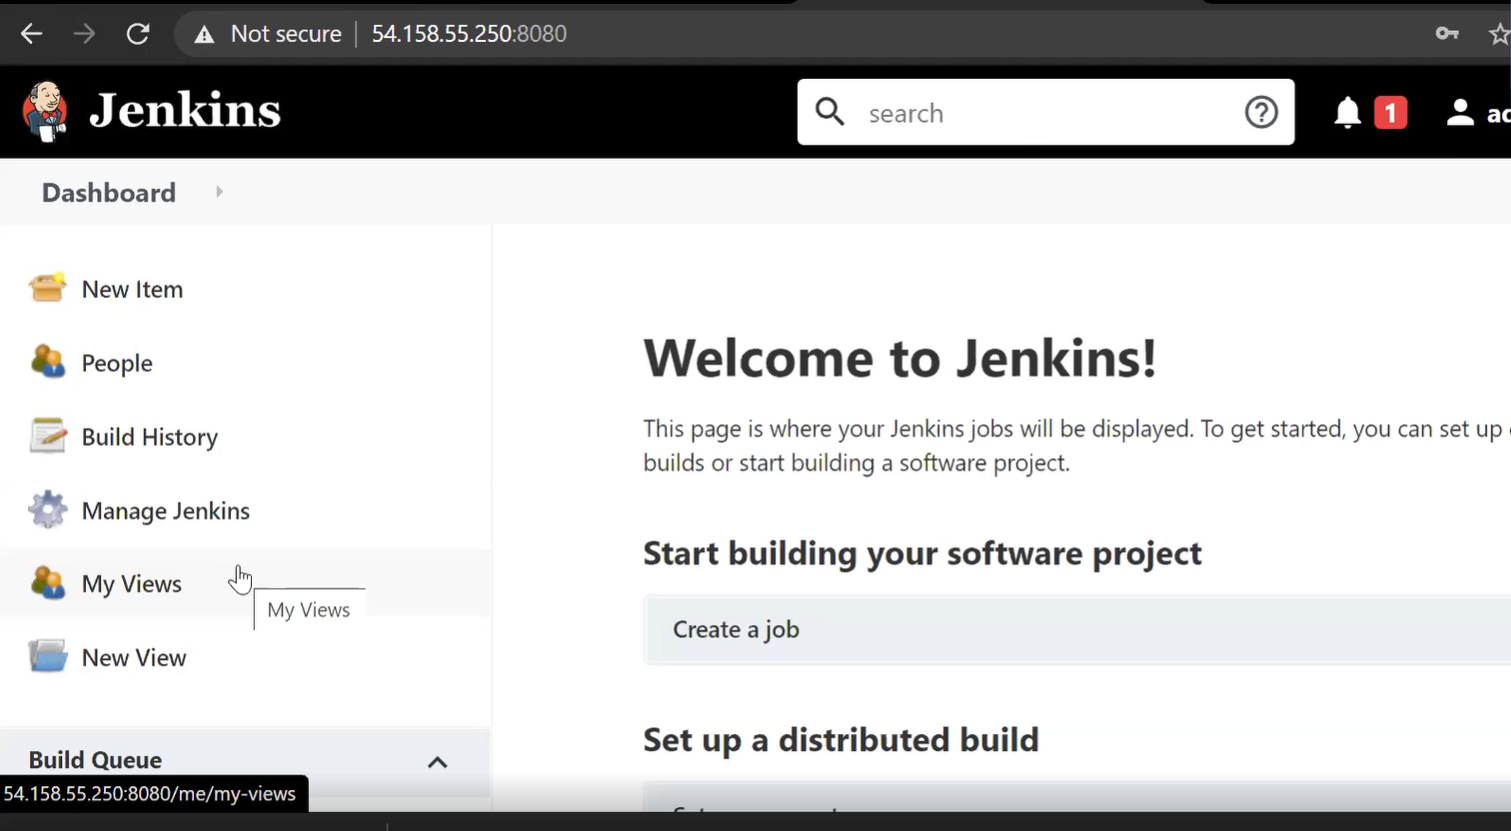 Not secure 54.158.55.250:8080
Jenkins
search
1
Dashboard
New Item
People
Build History
Manage Jenkins
My Views
My Views
New View
Build Queue
54.158.55.250:8080/me/my-views
Welcome to Jenkins!
This page is where your Jenkins jobs will be displayed. To get started, you can set up
builds or start building a software project.
Start building your software project
Create a job
Set up a distributed build